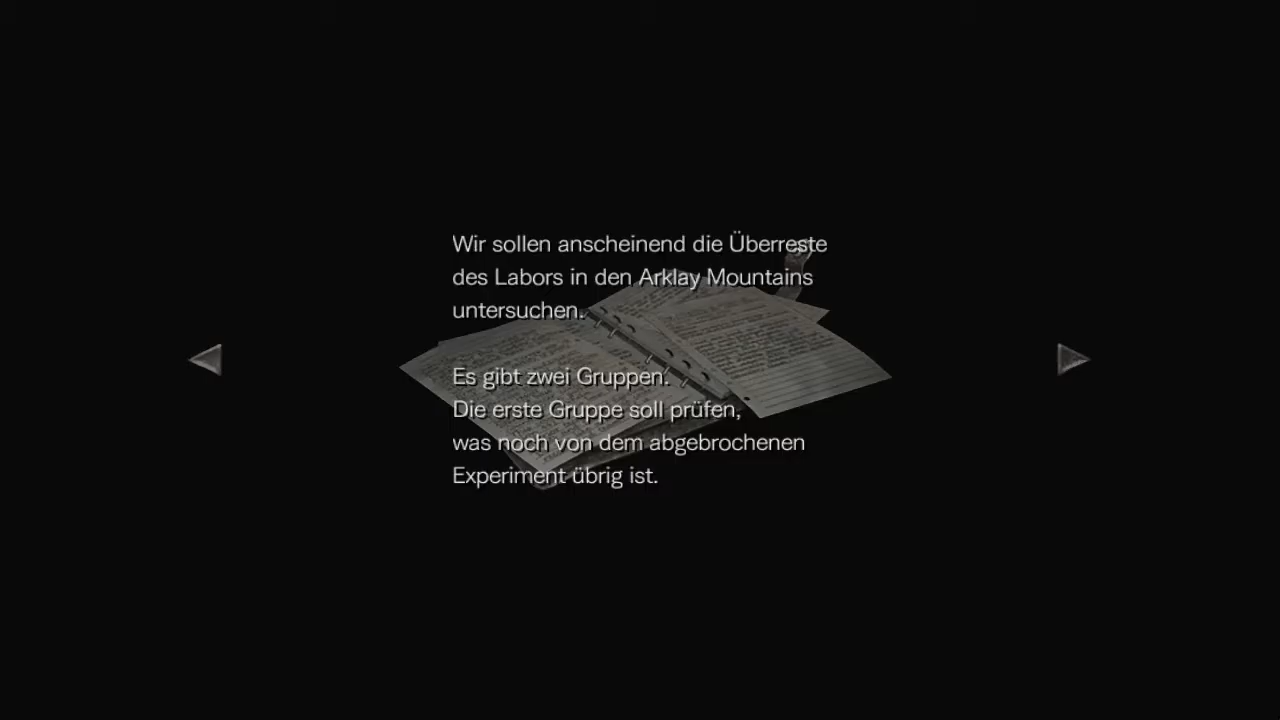 Wir sollen anscheinend die Überreste
des Labors in den Arklay Mountains
untersuchen.
Es gibt zwei Gruppen.
Die erste Gruppe soll prüfen,
was noch von dem abgebrochenen
Experiment übrig ist.